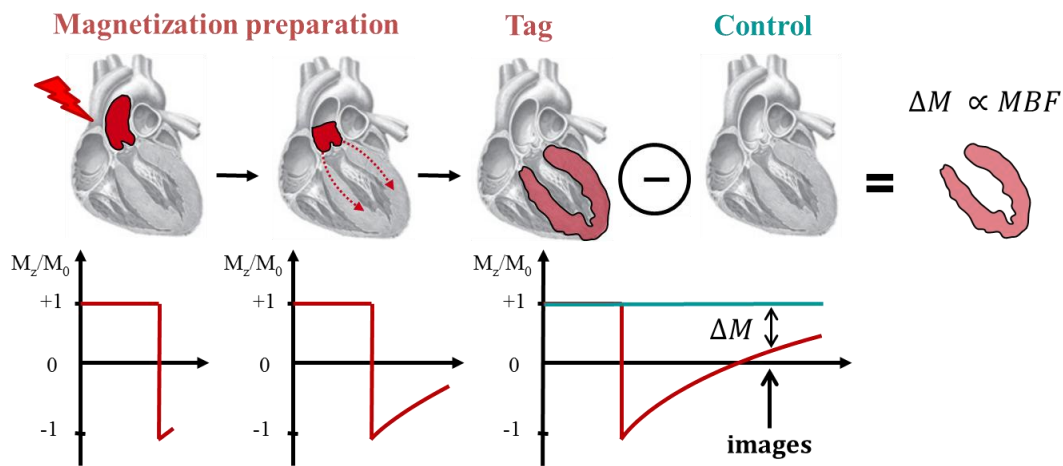 Magnetization preparation
Tag
Control
ΔM ∝ MBF
−
=
M_z/M_0
+1
0
-1
M_z/M_0
+1
0
-1
M_z/M_0
+1
0
-1
ΔM
images